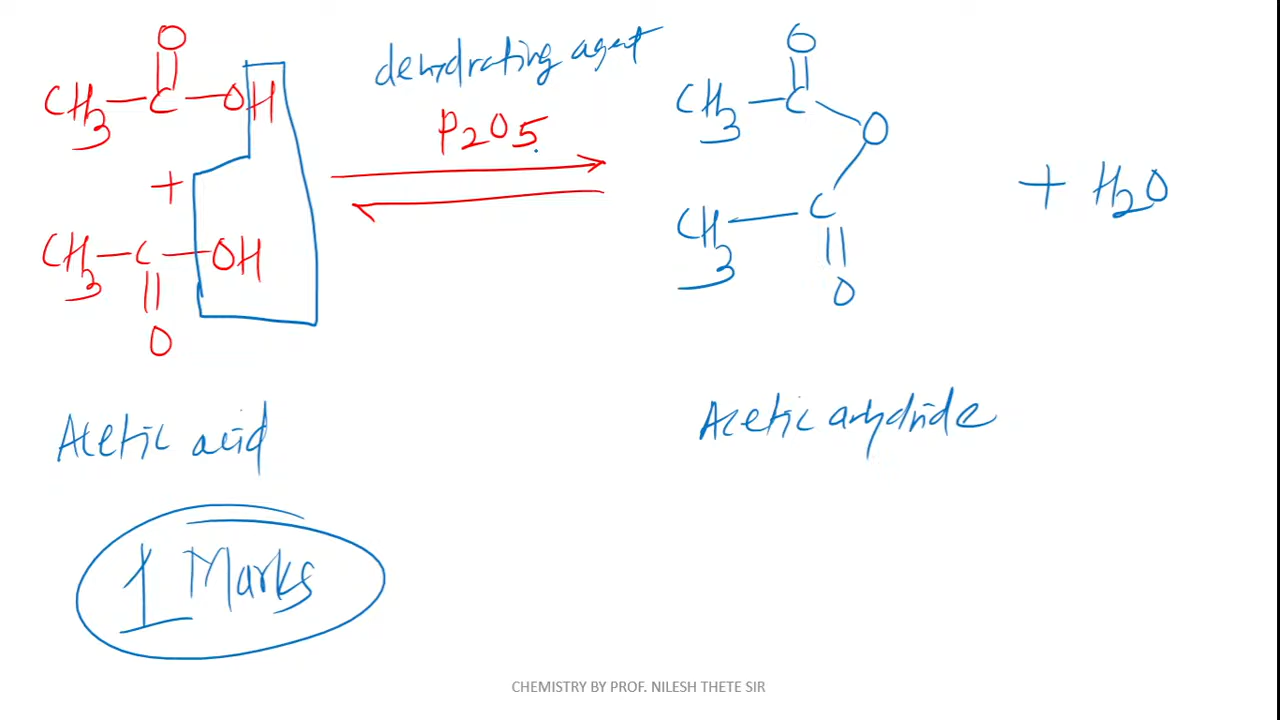 O
CH3—C—OH
+
CH3—C—OH
O
dehydrating agent
P2O5
O
CH3—C
O
CH3—C
O
+ H2O
Acetic acid
Acetic anhydride
1 Marks
CHEMISTRY BY PROF. NILESH THETE SIR